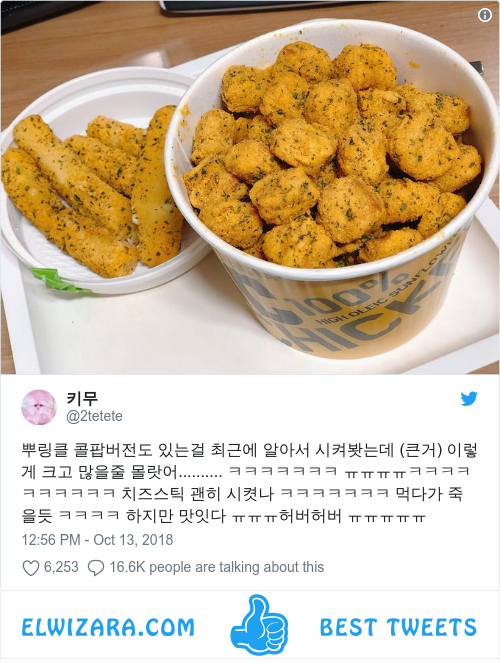 100%
HIGH OLEIC SUNFLOWER
키무
@2tetete
뿌링클 콜팝버전도 있는걸 최근에 알아서 시켜봤는데 (큰거) 이렇
게 크고 많을줄 몰랏어.......... ㅋㅋㅋㅋㅋㅋㅋ ㅠㅠㅠㅠㅋㅋㅋㅋ
ㅋㅋㅋㅋㅋㅋ 치즈스틱 괜히 시켯나 ㅋㅋㅋㅋㅋㅋㅋ 먹다가 죽
을듯 ㅋㅋㅋㅋ 하지만 맛잇다 ㅠㅠㅠ허버허버 ㅠㅠㅠㅠㅠ
12:56 PM - Oct 13, 2018
6,253 16.6K people are talking about this
ELWIZARA.COM BEST TWEETS